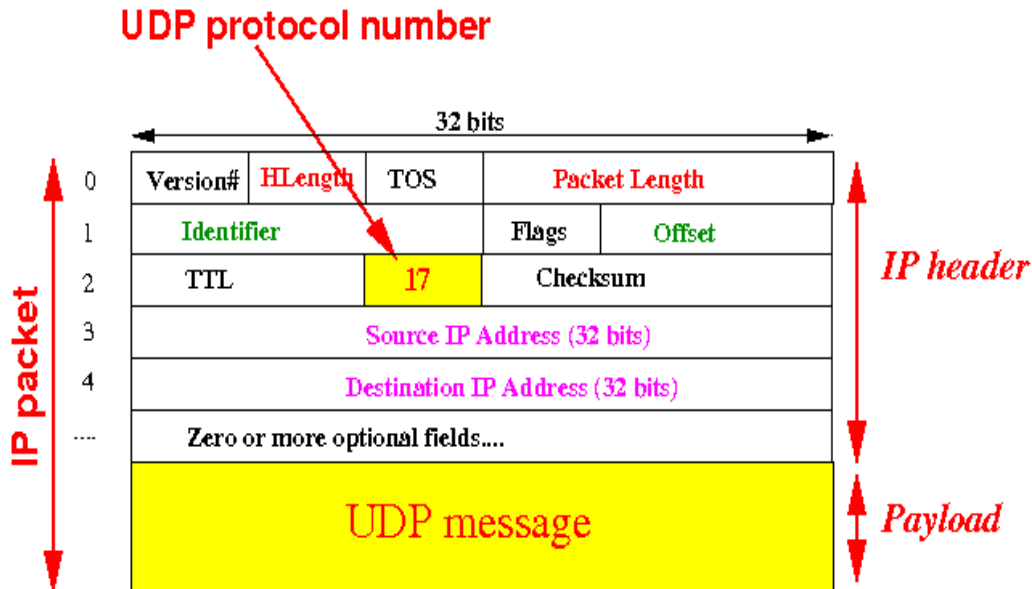 UDP protocol number
32 bits
0 Version# HLength TOS Packet Length
1 Identifier Flags Offset
2 TTL 17 Checksum
3 Source IP Address (32 bits)
4 Destination IP Address (32 bits)
.... Zero or more optional fields....
UDP message
IP packet
IP header
Payload